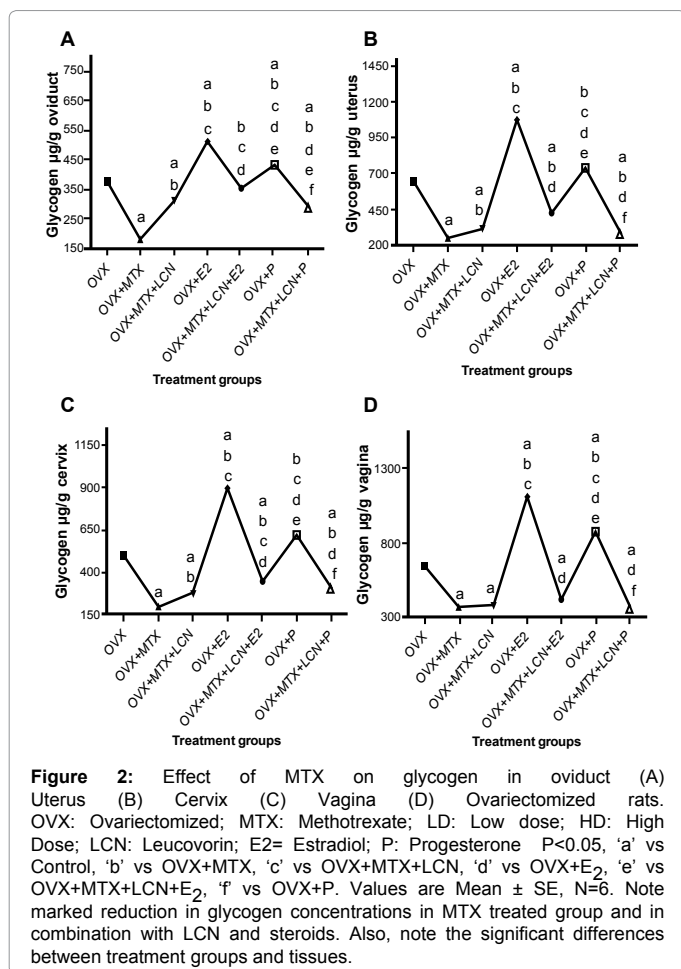 A
Glycogen µg/g oviduct
750
650
550
450
350
250
150
a
a
b
a
b
c
b
c
d
a
b
c
d
e
a
b
d
e
f
OVX
OVX+MTX
OVX+MTX+LCN
OVX+E2
OVX+MTX+LCN+E2
OVX+P
OVX+MTX+LCN+P
Treatment groups
B
Glycogen µg/g uterus
1450
950
700
450
200
a
a
b
a
b
c
a
b
d
b
c
d
e
a
b
d
f
OVX
OVX+MTX
OVX+MTX+LCN
OVX+E2
OVX+MTX+LCN+E2
OVX+P
OVX+MTX+LCN+P
Treatment groups
C
Glycogen µg/g cervix
1150
900
650
400
150
a
a
b
a
b
c
a
b
c
d
b
c
d
e
a
b
d
f
OVX
OVX+MTX
OVX+MTX+LCN
OVX+E2
OVX+MTX+LCN+E2
OVX+P
OVX+MTX+LCN+P
Treatment groups
D
Glycogen µg/g vagina
1300
800
300
a
a
a
b
c
a
d
a
b
c
d
e
a
d
f
OVX
OVX+MTX
OVX+MTX+LCN
OVX+E2
OVX+MTX+LCN+E2
OVX+P
OVX+MTX+LCN+P
Treatment groups
Figure 2: Effect of MTX on glycogen in oviduct (A)
Uterus (B) Cervix (C) Vagina (D) Ovariectomized rats.
OVX: Ovariectomized; MTX: Methotrexate; LD: Low dose; HD: High
Dose; LCN: Leucovorin; E2= Estradiol; P: Progesterone P<0.05, ‘a’ vs
Control, ‘b’ vs OVX+MTX, ‘c’ vs OVX+MTX+LCN, ‘d’ vs OVX+E₂, ‘e’ vs
OVX+MTX+LCN+E₂, ‘f’ vs OVX+P. Values are Mean ± SE, N=6. Note
marked reduction in glycogen concentrations in MTX treated group and in
combination with LCN and steroids. Also, note the significant differences
between treatment groups and tissues.